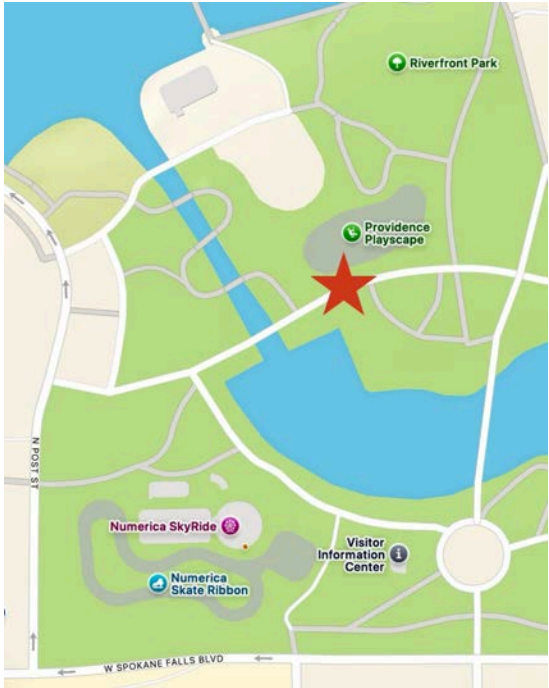 Riverfront Park
Providence
Playscape
N POST ST
Numerica SkyRide
Visitor
Information
Center
Numerica
Skate Ribbon
W SPOKANE FALLS BLVD